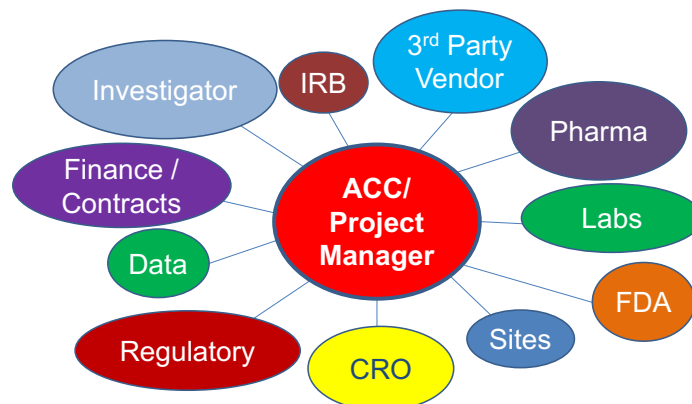 3rd Party
Vendor
IRB
Investigator
Pharma
Finance /
Contracts
ACC/
Project
Manager
Labs
Data
FDA
Regulatory
Sites
CRO